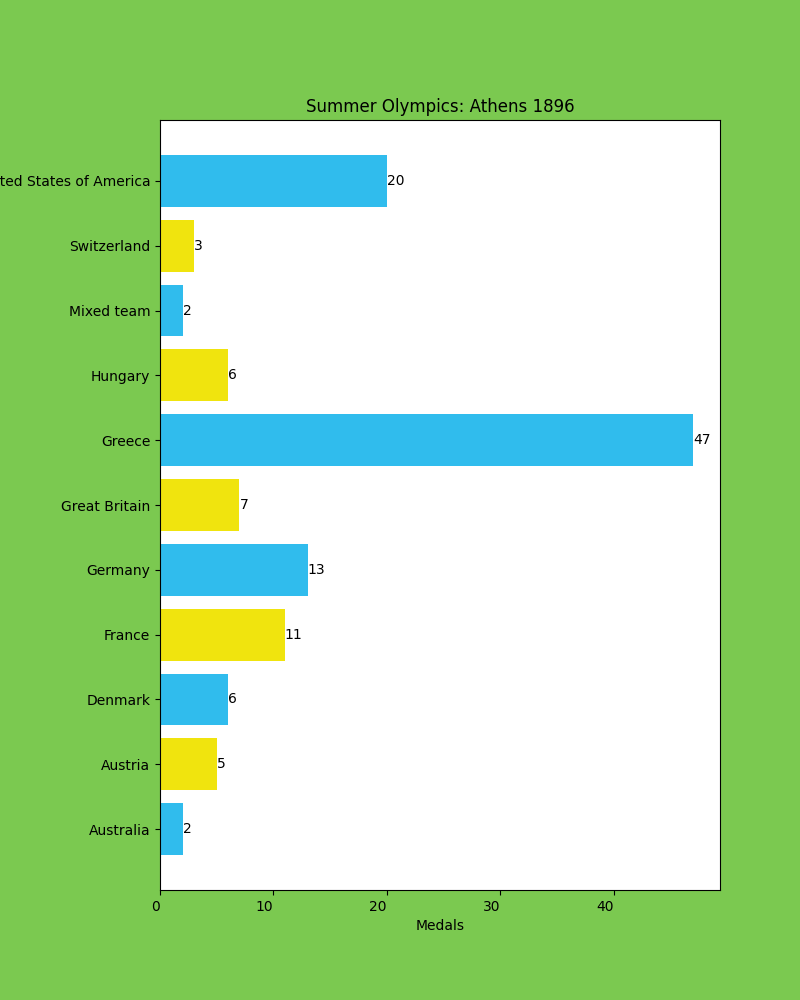 Summer Olympics: Athens 1896
ted States of America 20
Switzerland 3
Mixed team 2
Hungary 6
Greece 47
Great Britain 7
Germany 13
France 11
Denmark 6
Austria 5
Australia 2
0 10 20 30 40
Medals